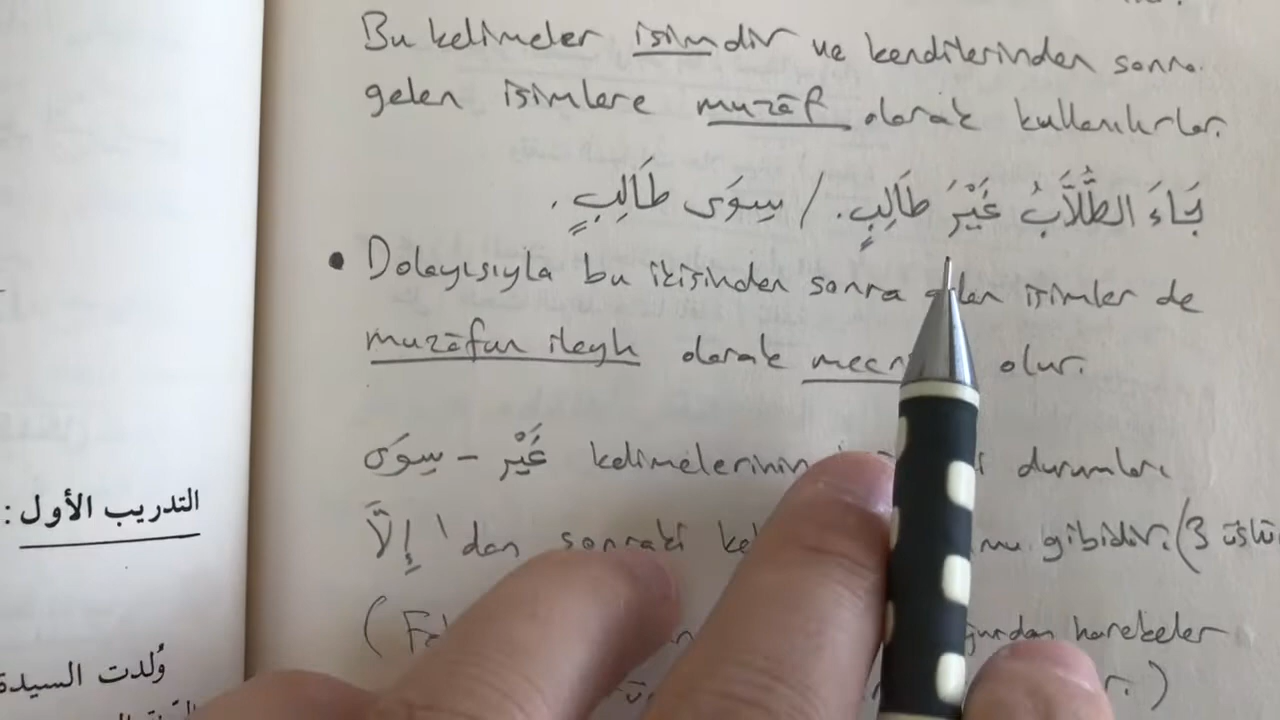 Bu kelimeler isimdir ve kendilerinden sonra
gelen isimlere muzāf olarak kullanılırlar.
جَاءَ الطُّلَّابُ غَيْرَ طَالِبٍ. / سِوَى طَالِبٍ.
• Dolayısıyla bu ikisinden sonra gelen isimler de
muzāfun ileyh olarak mecr olur.
غَيْر - سِوَى kelimelerinin durumları
إِلَّا 'dan sonraki gibidir. (3 üslû
harekeler
التدريب الأول :
وُلدت السيدة